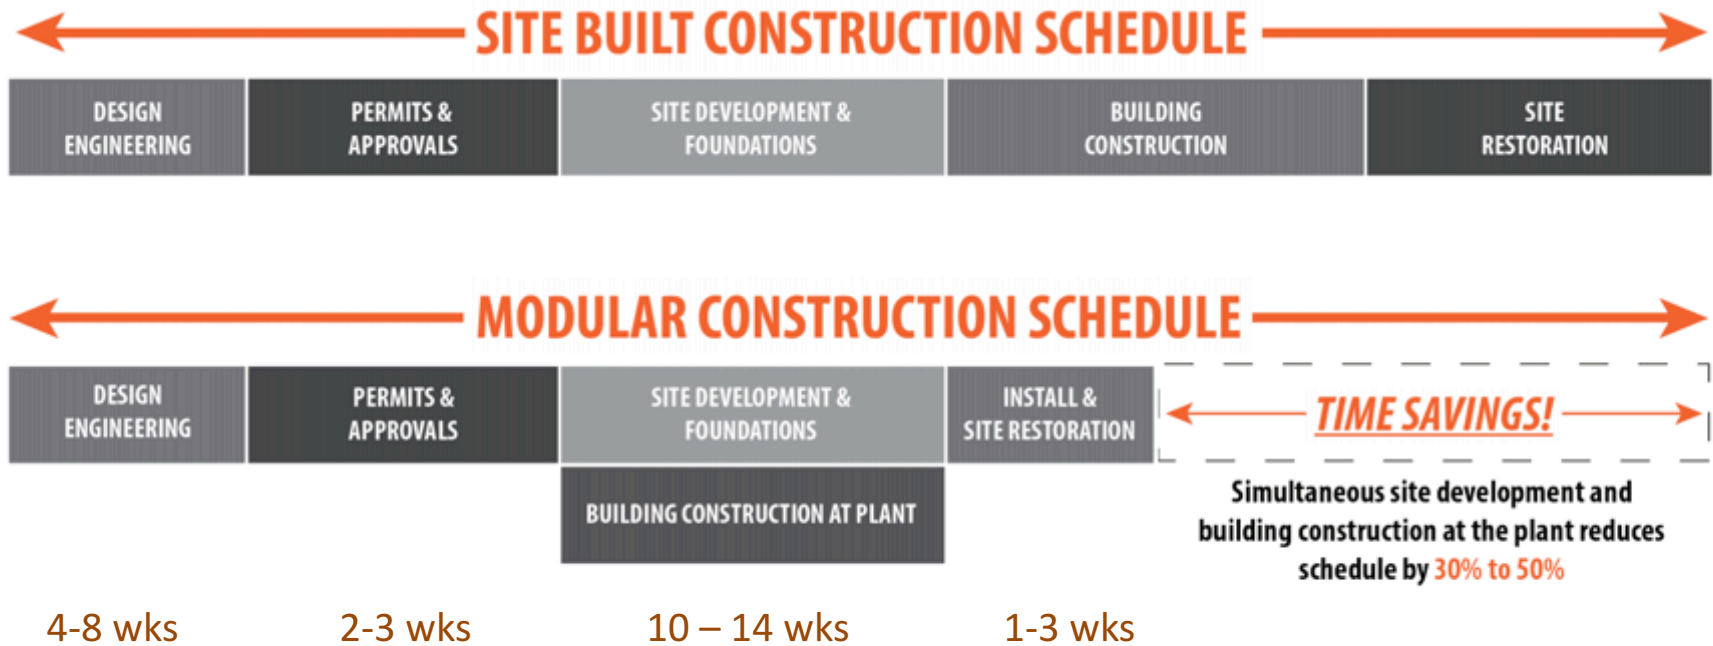 SITE BUILT CONSTRUCTION SCHEDULE
DESIGN
ENGINEERING
PERMITS &
APPROVALS
SITE DEVELOPMENT &
FOUNDATIONS
BUILDING
CONSTRUCTION
SITE
RESTORATION
MODULAR CONSTRUCTION SCHEDULE
DESIGN
ENGINEERING
PERMITS &
APPROVALS
SITE DEVELOPMENT &
FOUNDATIONS
INSTALL &
SITE RESTORATION
TIME SAVINGS!
BUILDING CONSTRUCTION AT PLANT
Simultaneous site development and
building construction at the plant reduces
schedule by 30% to 50%
4-8 wks
2-3 wks
10 – 14 wks
1-3 wks